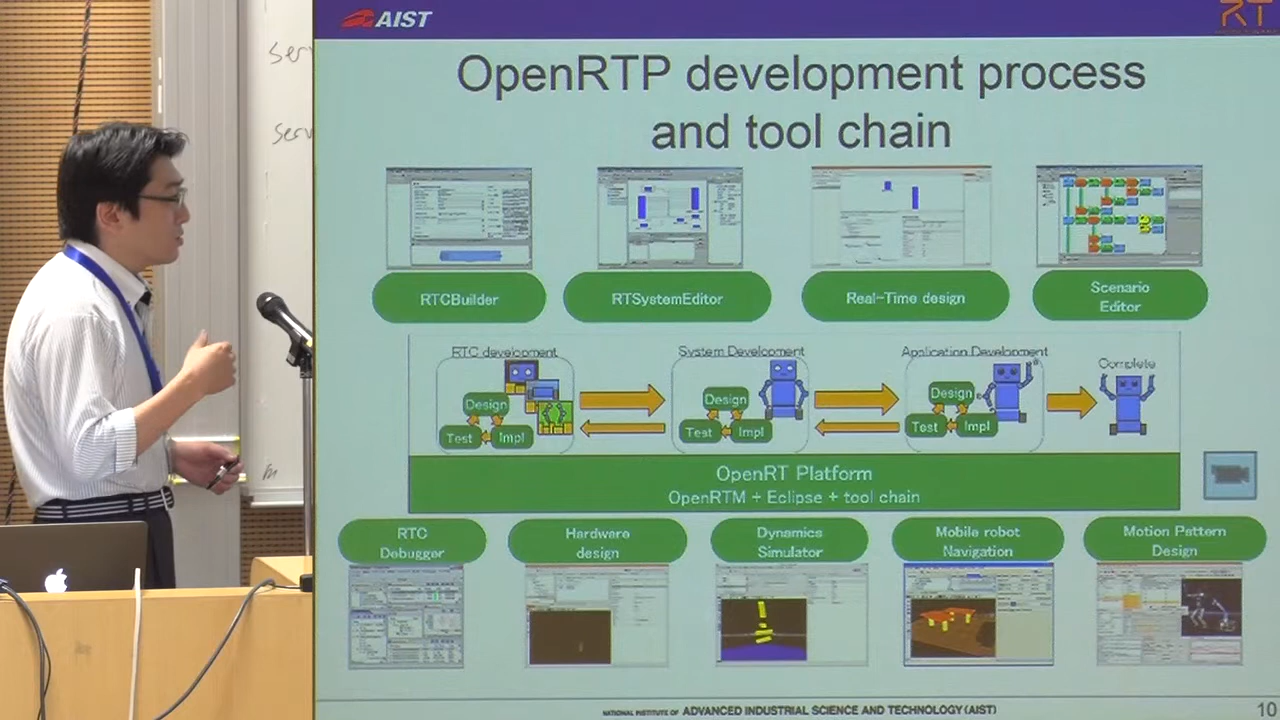 AIST
RT
OpenRTP development process
and tool chain
RTCBuilder
RTSystemEditor
Real-Time design
Scenario
Editor
RTC development
System Development
Application Development
Complete
Design
Test
Impl
Design
Test
Impl
Design
Test
Impl
OpenRT Platform
OpenRTM + Eclipse + tool chain
RTC
Debugger
Hardware
design
Dynamics
Simulator
Mobile robot
Navigation
Motion Pattern
Design
NATIONAL INSTITUTE OF ADVANCED INDUSTRIAL SCIENCE AND TECHNOLOGY (AIST)
10